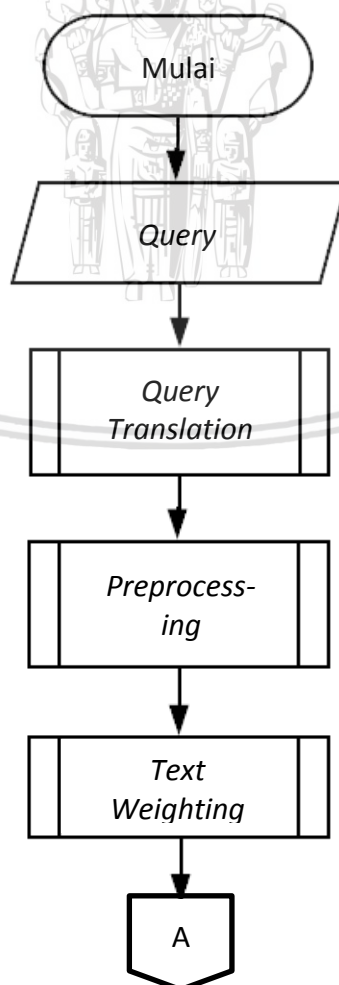 Mulai
Query
Query
Translation
Preprocess-
ing
Text
Weighting
A